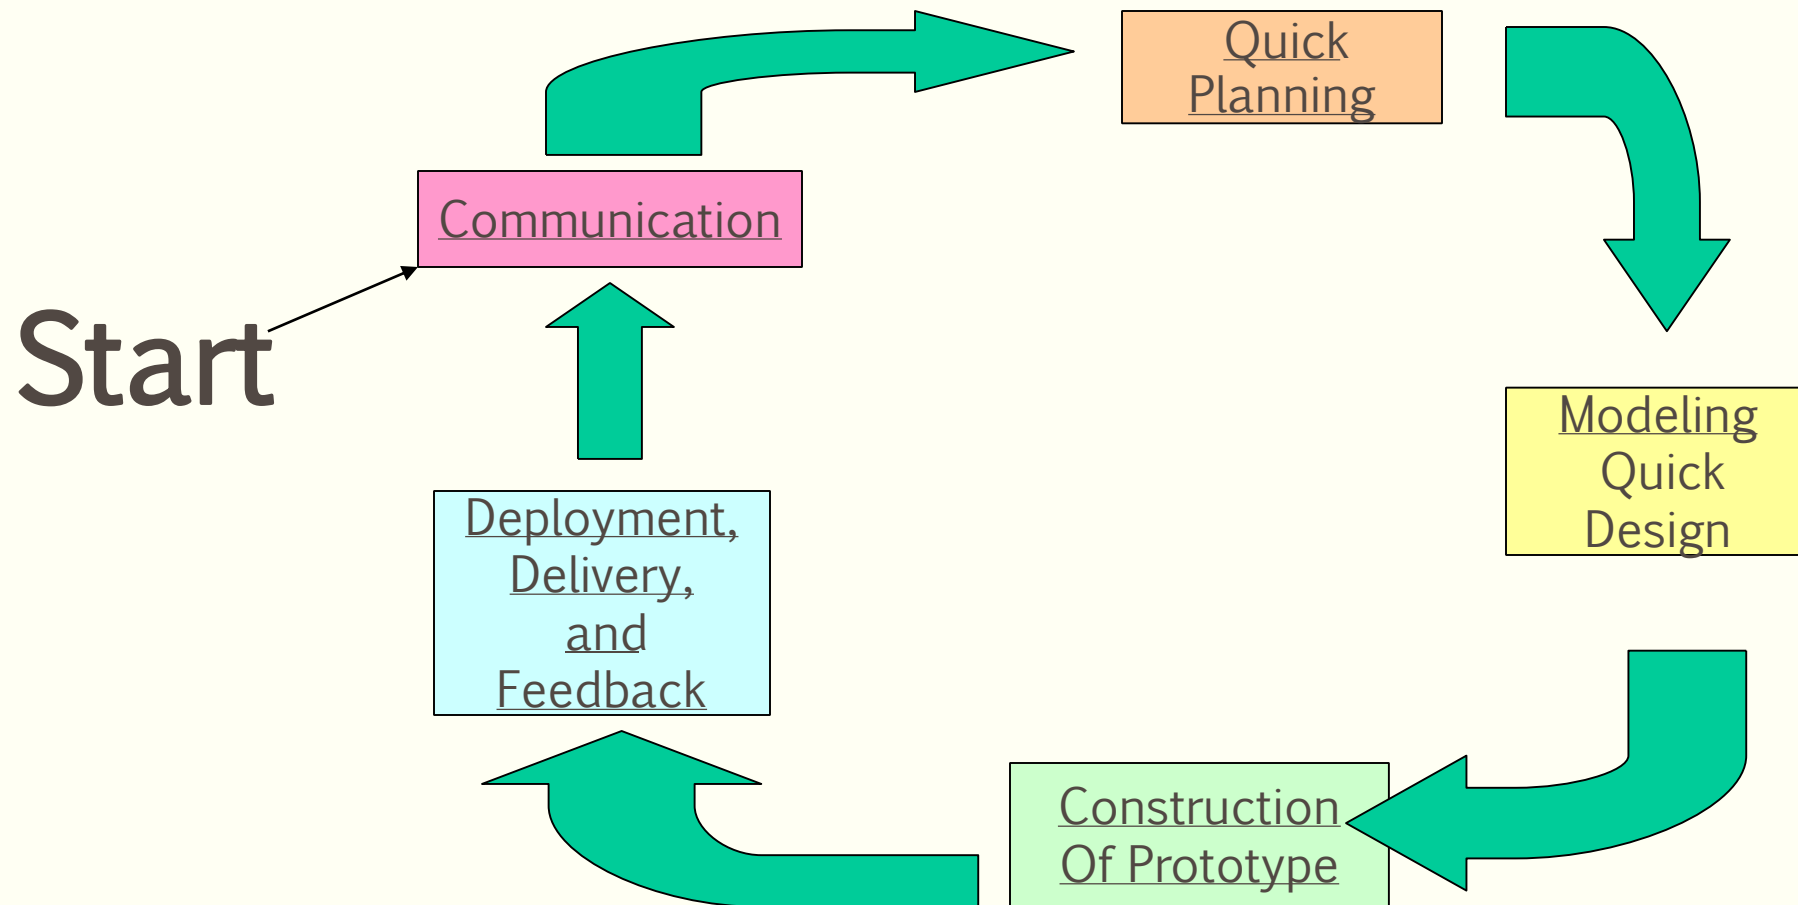 Quick
Planning
Communication
Start
Modeling
Quick
Design
Deployment,
Delivery,
and
Feedback
Construction
Of Prototype